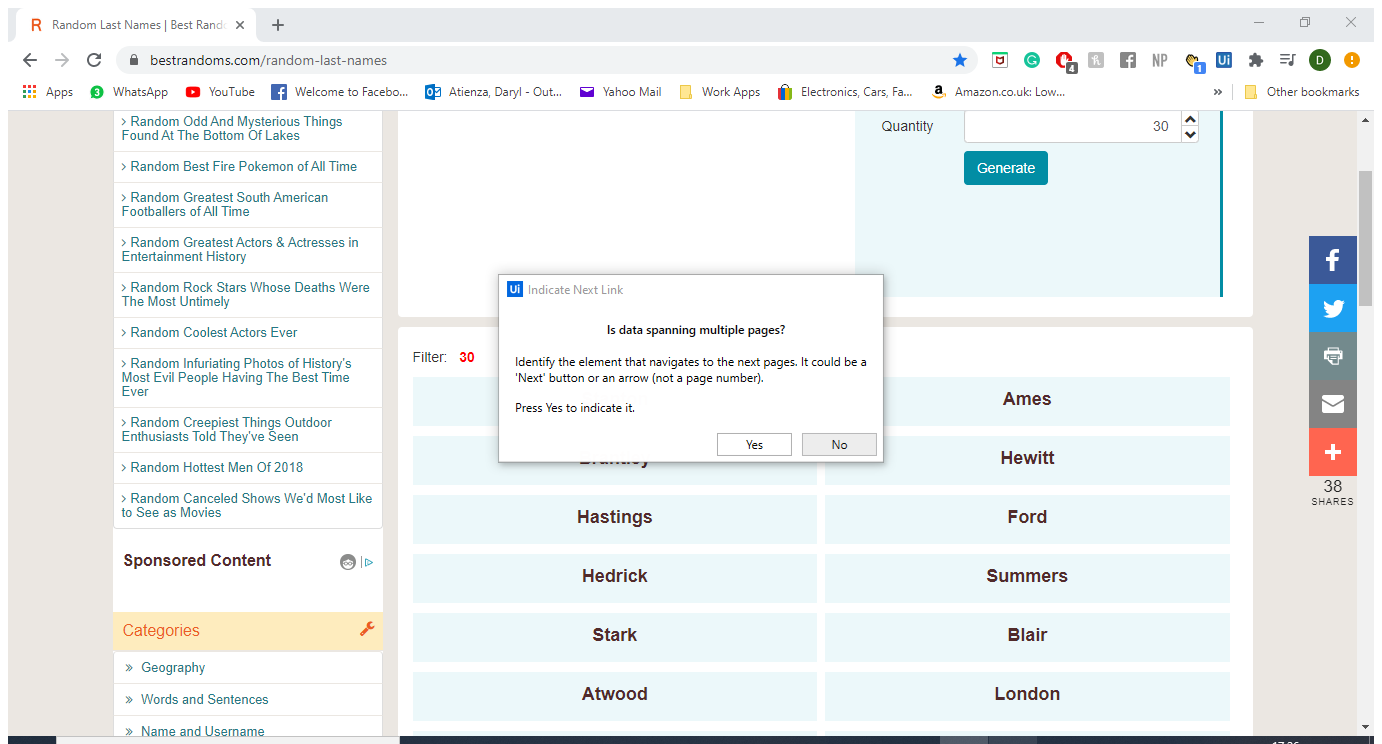 R Random Last Names | Best Rando
bestrandoms.com/random-last-names
4 NP 1 Ui D
Apps 3 WhatsApp YouTube Welcome to Facebo... Atienza, Daryl - Out... Yahoo Mail Work Apps Electronics, Cars, Fa... Amazon.co.uk: Low... » Other bookmarks
> Random Odd And Mysterious Things
Found At The Bottom Of Lakes
> Random Best Fire Pokemon of All Time
> Random Greatest South American
Footballers of All Time
> Random Greatest Actors & Actresses in
Entertainment History
> Random Rock Stars Whose Deaths Were
The Most Untimely
> Random Coolest Actors Ever
> Random Infuriating Photos of History's
Most Evil People Having The Best Time
Ever
> Random Creepiest Things Outdoor
Enthusiasts Told They've Seen
> Random Hottest Men Of 2018
> Random Canceled Shows We'd Most Like
to See as Movies
Sponsored Content
Categories
» Geography
» Words and Sentences
» Name and Username
Quantity 30
Generate
Ui Indicate Next Link
Is data spanning multiple pages?
Identify the element that navigates to the next pages. It could be a
'Next' button or an arrow (not a page number).
Press Yes to indicate it.
Yes No
Filter: 30
Ames
Brantley Hewitt
Hastings Ford
Hedrick Summers
Stark Blair
Atwood London
38
SHARES